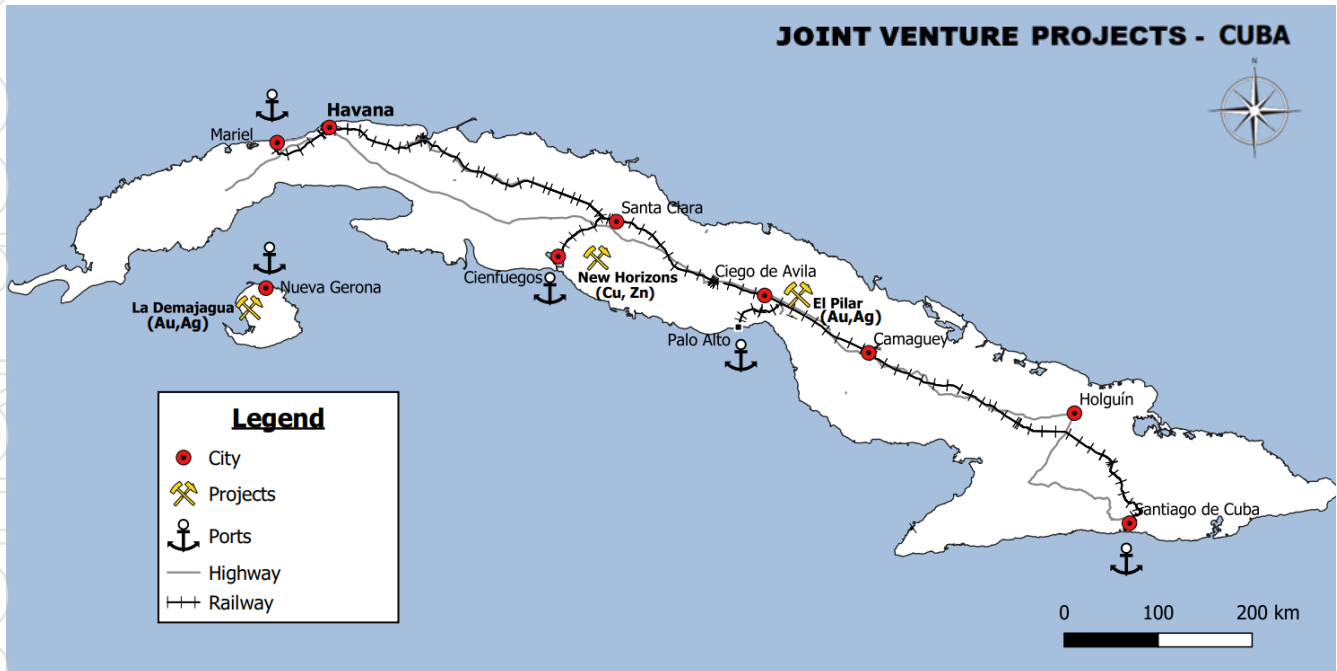 JOINT VENTURE PROJECTS - CUBA
N
Havana
Mariel
Santa Clara
Cienfuegos
New Horizons
(Cu, Zn)
Ciego de Avila
Nueva Gerona
La Demajagua
(Au,Ag)
El Pilar
(Au,Ag)
Palo Alto
Camaguey
Holguín
Santiago de Cuba
Legend
City
Projects
Ports
Highway
Railway
0 100 200 km